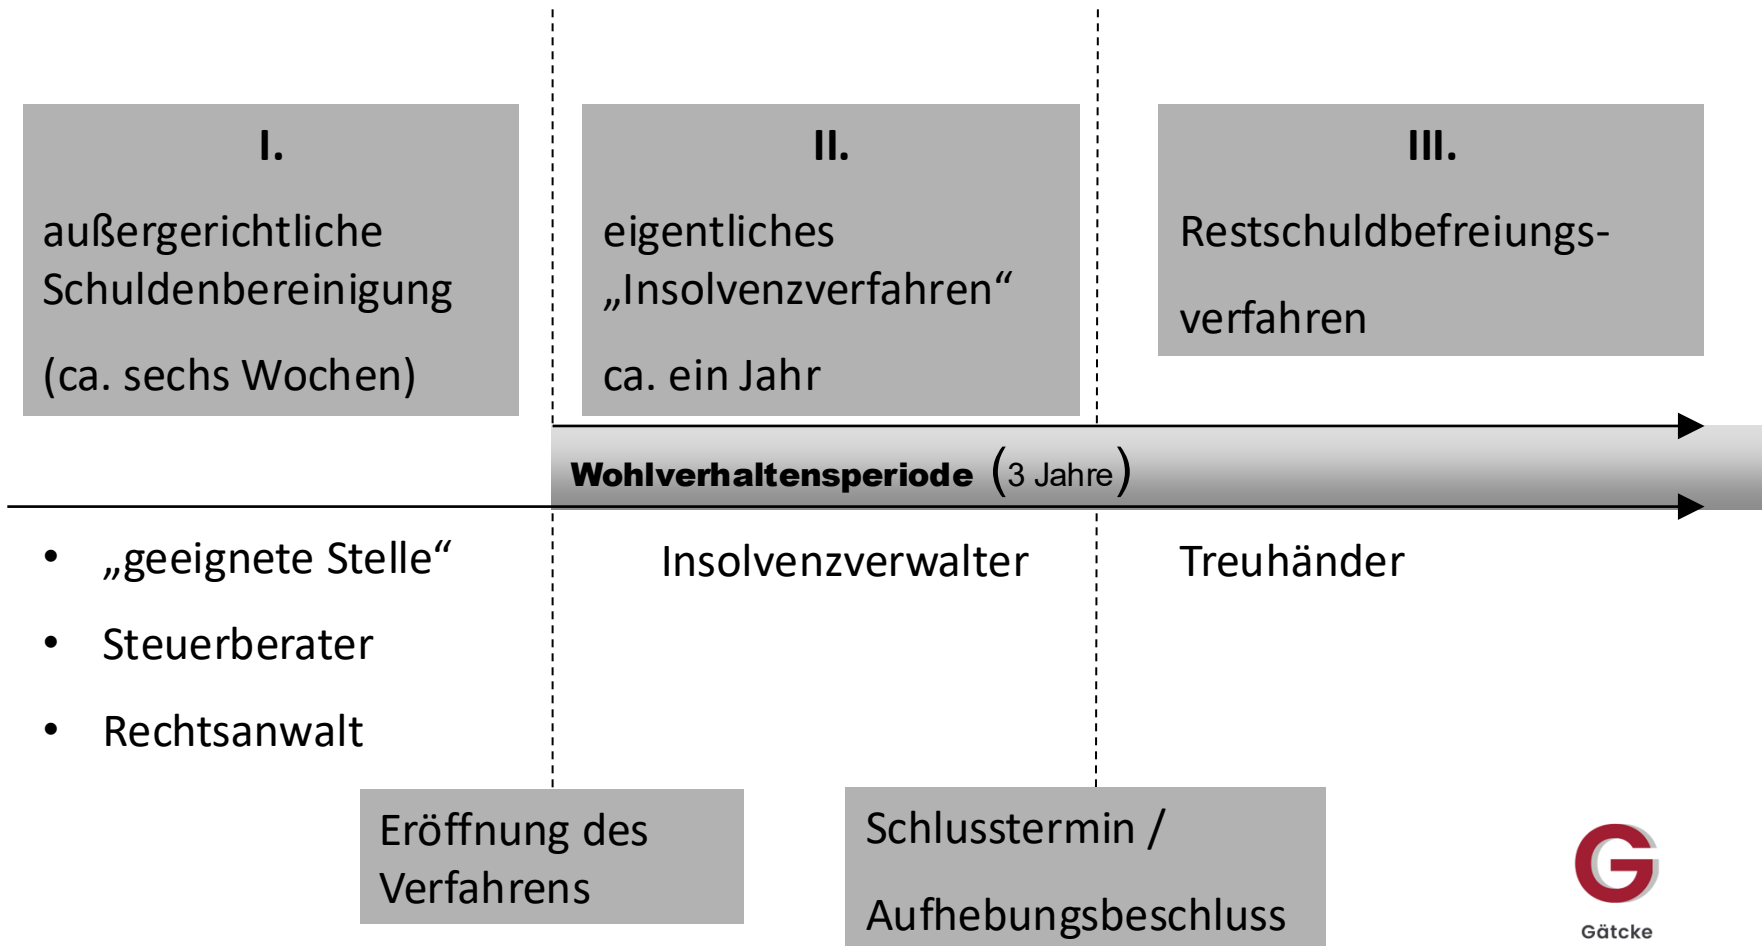 I.
außergerichtliche
Schuldenbereinigung
(ca. sechs Wochen)
II.
eigentliches
„Insolvenzverfahren“
ca. ein Jahr
III.
Restschuldbefreiungs-
verfahren
Wohlverhaltensperiode (3 Jahre)
• „geeignete Stelle“
• Steuerberater
• Rechtsanwalt
Insolvenzverwalter
Treuhänder
Eröffnung des
Verfahrens
Schlusstermin /
Aufhebungsbeschluss
G
Gätcke